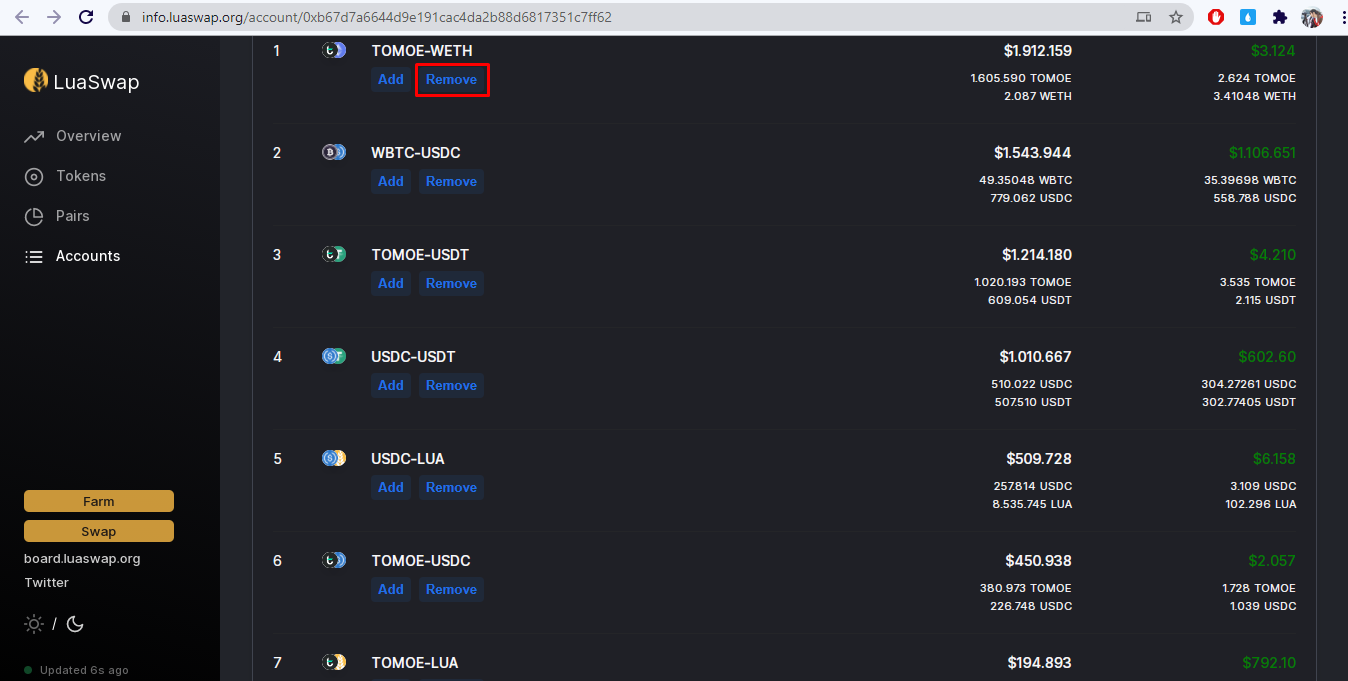 info.luaswap.org/account/0xb67d7a6644d9e191cac4da2b88d6817351c7ff62
LuaSwap
Overview
Tokens
Pairs
Accounts
Farm
Swap
board.luaswap.org
Twitter
/
Updated 6s ago
1 TOMOE-WETH $1.912.159 $3.124
Add Remove 1.605.590 TOMOE 2.624 TOMOE
2.087 WETH 3.41048 WETH
2 WBTC-USDC $1.543.944 $1.106.651
Add Remove 49.35048 WBTC 35.39698 WBTC
779.062 USDC 558.788 USDC
3 TOMOE-USDT $1.214.180 $4.210
Add Remove 1.020.193 TOMOE 3.535 TOMOE
609.054 USDT 2.115 USDT
4 USDC-USDT $1.010.667 $602.60
Add Remove 510.022 USDC 304.27261 USDC
507.510 USDT 302.77405 USDT
5 USDC-LUA $509.728 $6.158
Add Remove 257.814 USDC 3.109 USDC
8.535.745 LUA 102.296 LUA
6 TOMOE-USDC $450.938 $2.057
Add Remove 380.973 TOMOE 1.728 TOMOE
226.748 USDC 1.039 USDC
7 TOMOE-LUA $194.893 $792.10